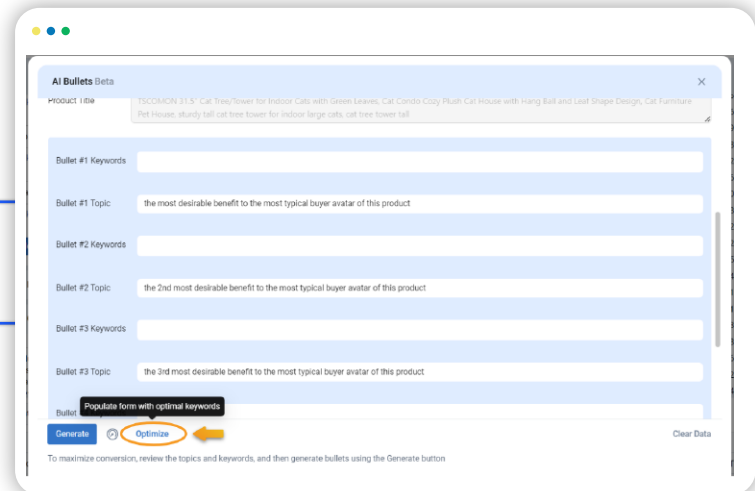 AI Bullets Beta
Product Title
TSCOMON 31.5" Cat Tree/Tower for Indoor Cats with Green Leaves, Cat Condo Cozy Plush Cat House with Hang Ball and Leaf Shape Design, Cat Furniture
Pet House, sturdy tall cat tree tower for indoor large cats, cat tree tower tall
Bullet #1 Keywords
Bullet #1 Topic the most desirable benefit to the most typical buyer avatar of this product
Bullet #2 Keywords
Bullet #2 Topic the 2nd most desirable benefit to the most typical buyer avatar of this product
Bullet #3 Keywords
Bullet #3 Topic the 3rd most desirable benefit to the most typical buyer avatar of this product
Bullet
Populate form with optimal keywords
Generate Optimize Clear Data
To maximize conversion, review the topics and keywords, and then generate bullets using the Generate button